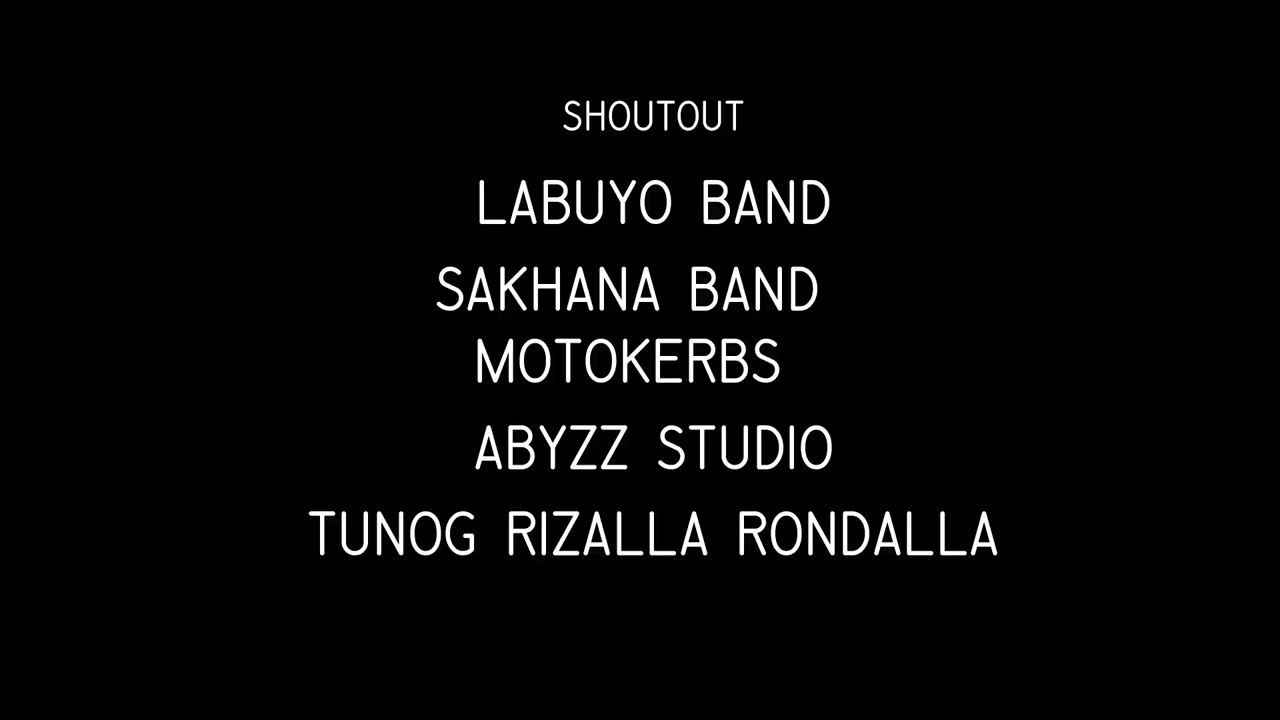 SHOUTOUT
LABUYO BAND
SAKHANA BAND
MOTOKERBS
ABYZZ STUDIO
TUNOG RIZALLA RONDALLA